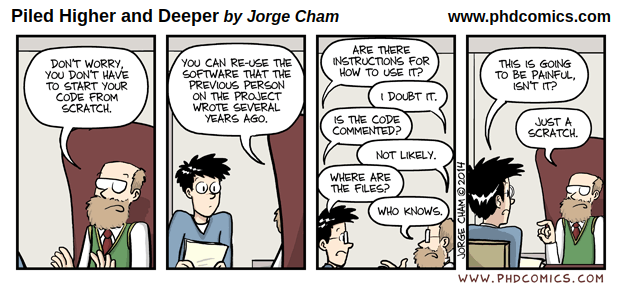 Piled Higher and Deeper by Jorge Cham
www.phdcomics.com
DON'T WORRY,
YOU DON'T HAVE
TO START YOUR
CODE FROM
SCRATCH.
YOU CAN RE-USE THE
SOFTWARE THAT THE
PREVIOUS PERSON
ON THE PROJECT
WROTE SEVERAL
YEARS AGO.
ARE THERE
INSTRUCTIONS FOR
HOW TO USE IT?
I DOUBT IT.
IS THE CODE
COMMENTED?
NOT LIKELY.
WHERE ARE
THE FILES?
WHO KNOWS.
JORGE CHAM © 2014
THIS IS GOING
TO BE PAINFUL,
ISN'T IT?
JUST A
SCRATCH.
WWW.PHDCOMICS.COM